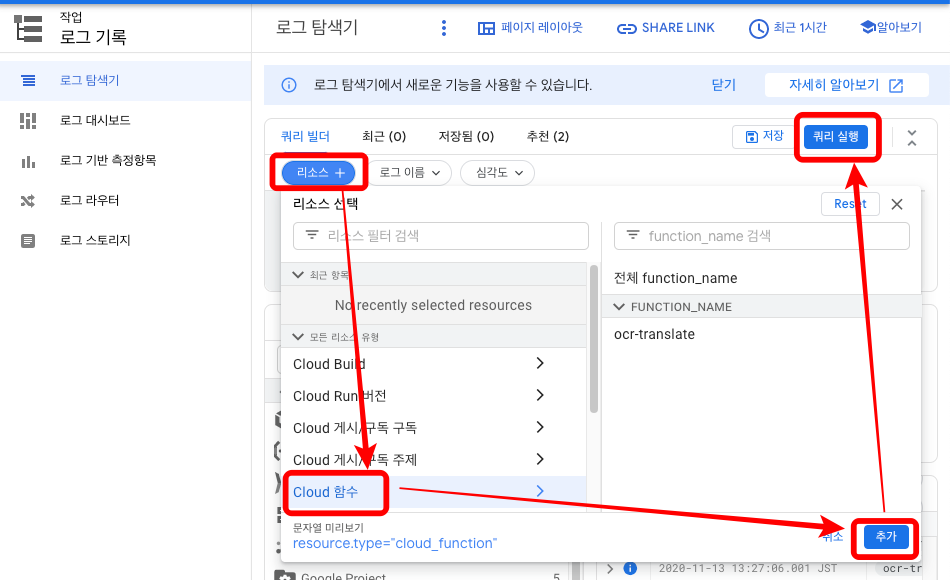 작업
로그 기록
로그 탐색기
로그 대시보드
로그 기반 측정항목
로그 라우터
로그 스토리지
로그 탐색기
페이지 레이아웃
SHARE LINK
최근 1시간
알아보기
로그 탐색기에서 새로운 기능을 사용할 수 있습니다.
닫기
자세히 알아보기
쿼리 빌더
최근 (0)
저장됨 (0)
추천 (2)
저장
쿼리 실행
리소스
로그 이름
심각도
리소스 선택
Reset
리소스 필터 검색
function_name 검색
최근 항목
No recently selected resources
모든 리소스 유형
Cloud Build
Cloud Run 버전
Cloud 게시/구독 구독
Cloud 게시/구독 주제
Cloud 함수
전체 function_name
FUNCTION_NAME
ocr-translate
문자열 미리보기
resource.type="cloud_function"
취소
추가
Google Project
5
2020-11-13 13:27:06.001 JST
ocr-tr